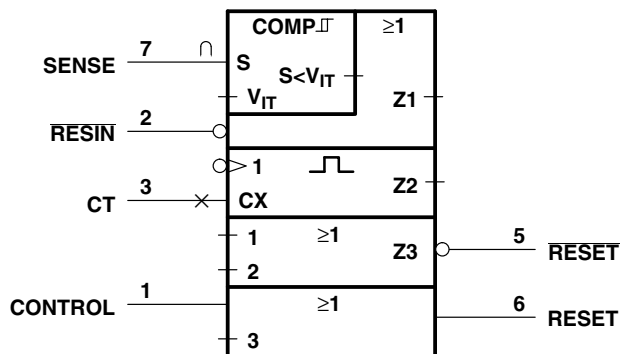 COMP ≥1
7 ∩
SENSE S
S<V_IT
V_IT Z1
2
RESIN
1
3 Z2
CT CX
1 ≥1 5
Z3 RESET
2
1
CONTROL ≥1 6
RESET
3